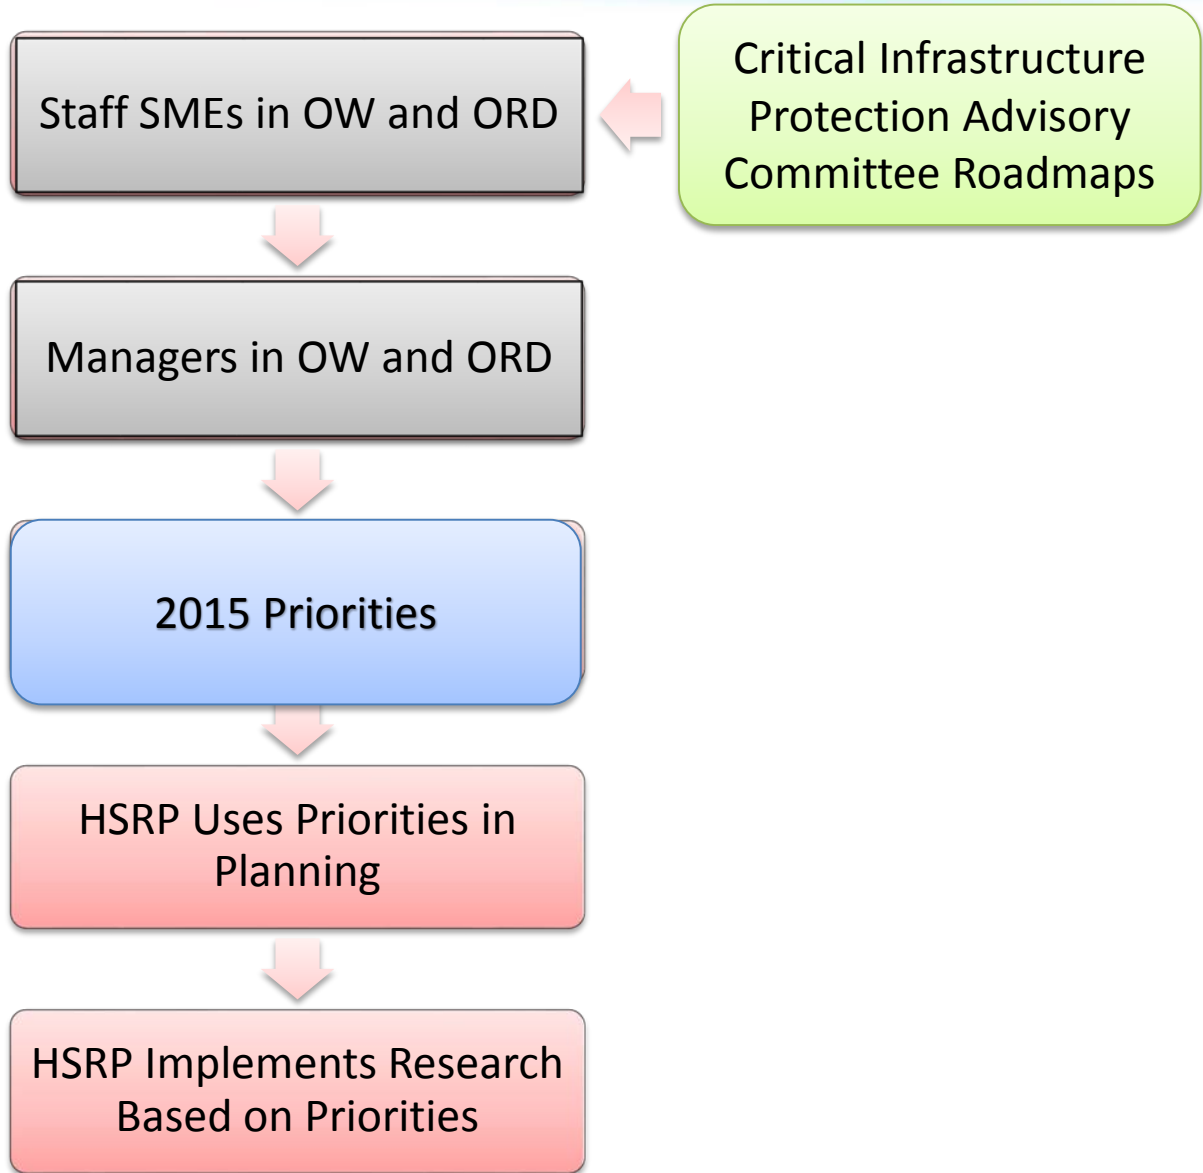 Staff SMEs in OW and ORD
Critical Infrastructure
Protection Advisory
Committee Roadmaps
Managers in OW and ORD
2015 Priorities
HSRP Uses Priorities in
Planning
HSRP Implements Research
Based on Priorities